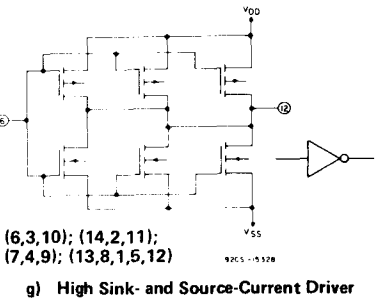 VDD
6
12
VSS
(6,3,10); (14,2,11);
(7,4,9); (13,8,1,5,12)
92CS-15328
g) High Sink- and Source-Current Driver